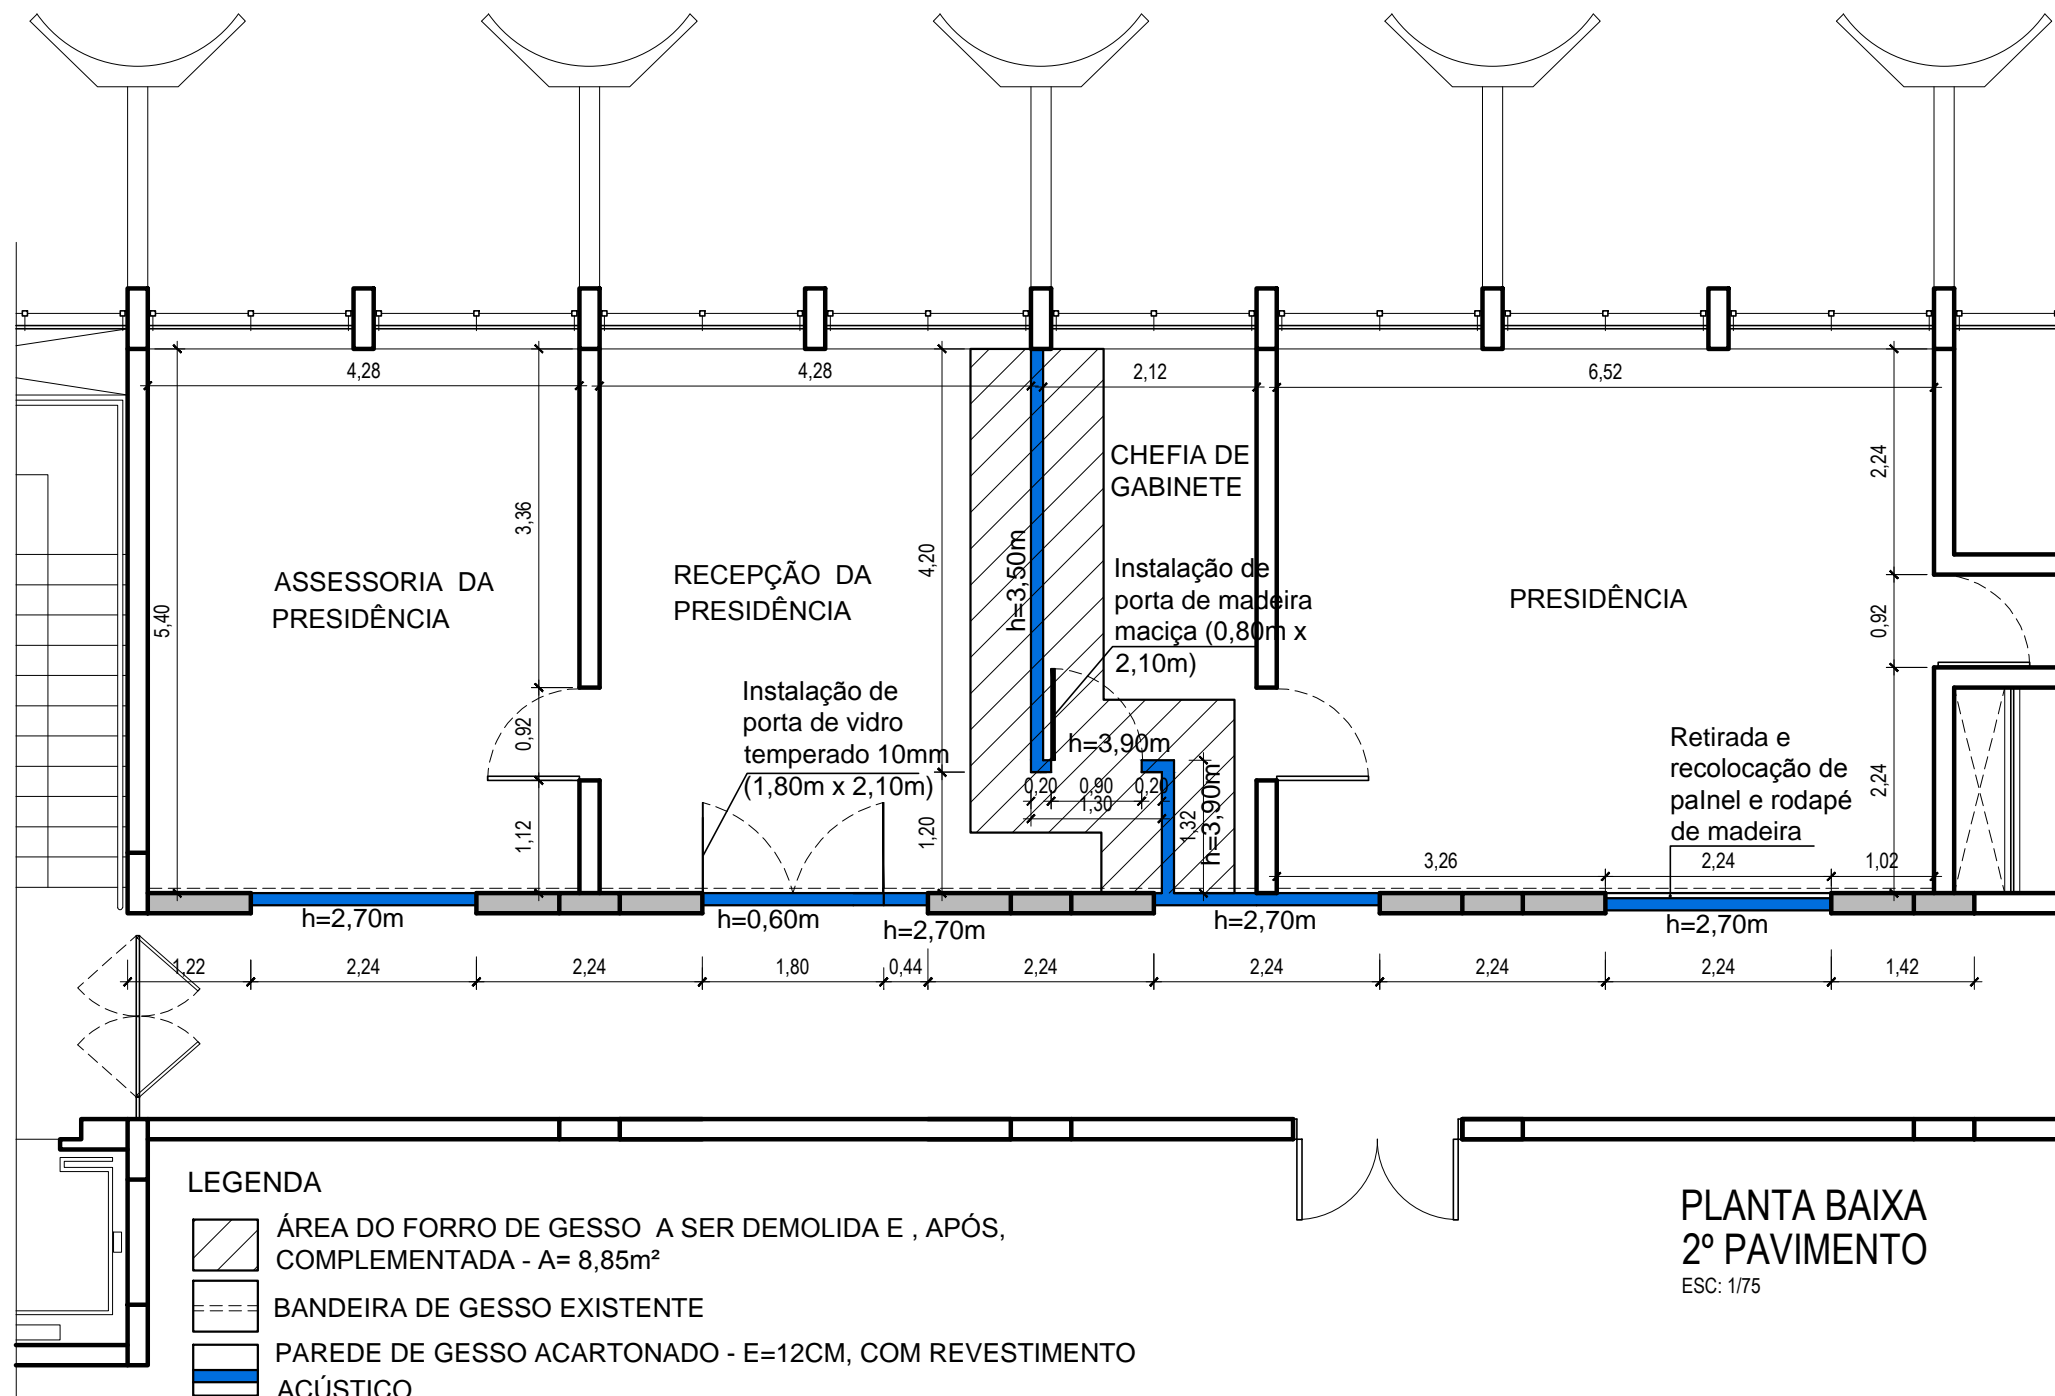 4,28
4,28
2,12
6,52
CHEFIA DE
GABINETE
2,24
3,36
4,20
h=3,50m
5,40
ASSESSORIA DA
PRESIDÊNCIA
RECEPÇÃO DA
PRESIDÊNCIA
Instalação de
porta de madeira
maciça (0,80m x
2,10m)
PRESIDÊNCIA
0,92
Instalação de
porta de vidro
temperado 10mm
(1,80m x 2,10m)
0,92
h=3,90m
0,20
0,90
0,20
1,30
1,32
h=3,90m
Retirada e
recolocação de
paInel e rodapé
de madeira
2,24
1,12
1,20
3,26
2,24
1,02
h=2,70m
h=0,60m
h=2,70m
h=2,70m
h=2,70m
1,22
2,24
2,24
1,80
0,44
2,24
2,24
2,24
2,24
1,42
LEGENDA
ÁREA DO FORRO DE GESSO A SER DEMOLIDA E , APÓS,
COMPLEMENTADA - A= 8,85m²
BANDEIRA DE GESSO EXISTENTE
PAREDE DE GESSO ACARTONADO - E=12CM, COM REVESTIMENTO
ACÚSTICO
PLANTA BAIXA
2º PAVIMENTO
ESC: 1/75